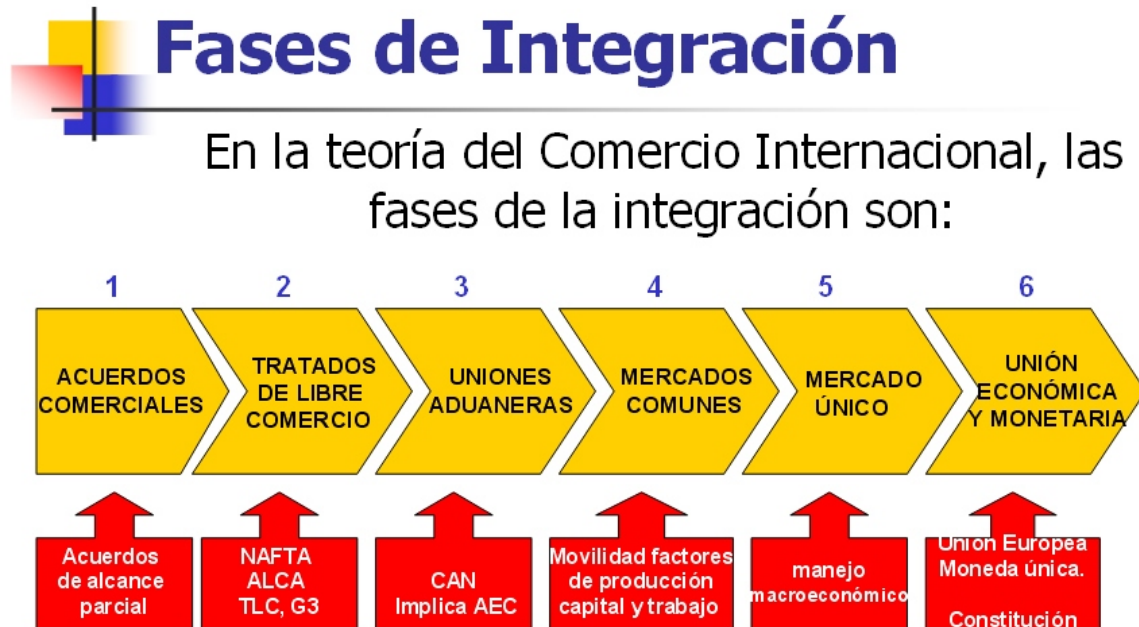 Fases de Integración
En la teoría del Comercio Internacional, las
fases de la integración son:
1
2
3
4
5
6
ACUERDOS
COMERCIALES
TRATADOS
DE LIBRE
COMERCIO
UNIONES
ADUANERAS
MERCADOS
COMUNES
MERCADO
ÚNICO
UNIÓN
ECONÓMICA
Y MONETARIA
Acuerdos
de alcance
parcial
NAFTA
ALCA
TLC, G3
CAN
Implica AEC
Movilidad factores
de producción
capital y trabajo
manejo
macroeconómico
Unión Europea
Moneda única.
Constitución